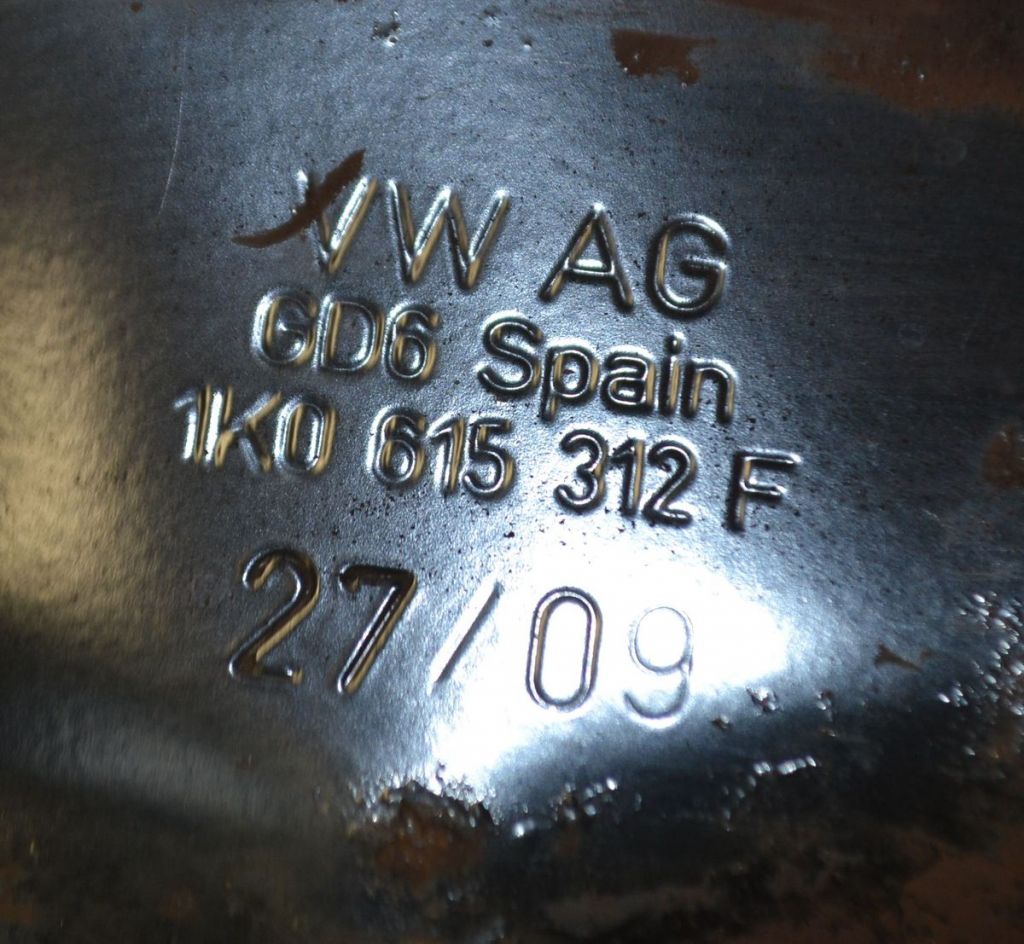 VW AG
GD6 Spain
1K0 615 312 F
27/09